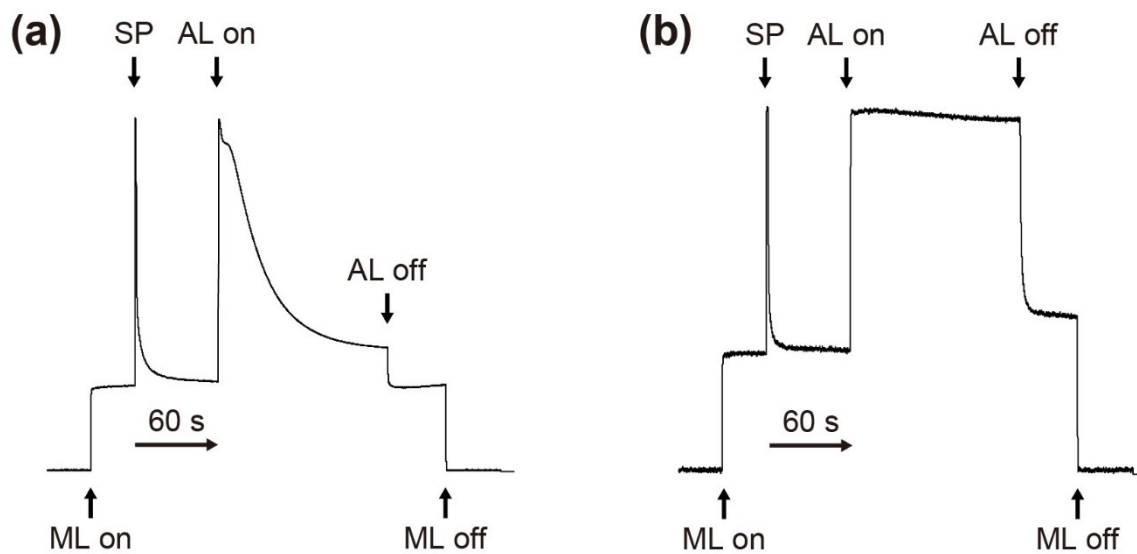 (a)
SP AL on
AL off
60 s
ML on ML off
(b)
SP AL on AL off
60 s
ML on ML off